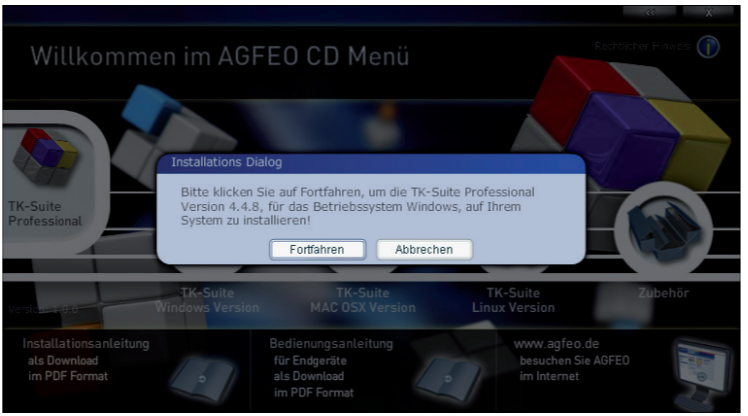 << X
Willkommen im AGFEO CD Menü
Rechtlicher Hinweis
Installations Dialog
Bitte klicken Sie auf Fortfahren, um die TK-Suite Professional
Version 4.4.8, für das Betriebssystem Windows, auf Ihrem
System zu installieren!
Fortfahren Abbrechen
TK-Suite
Professional
TK-Suite
Windows Version
TK-Suite
MAC OSX Version
TK-Suite
Linux Version
Zubehör
Installationsanleitung
als Download
im PDF Format
Bedienungsanleitung
für Endgeräte
als Download
im PDF Format
www.agfeo.de
besuchen Sie AGFEO
im Internet